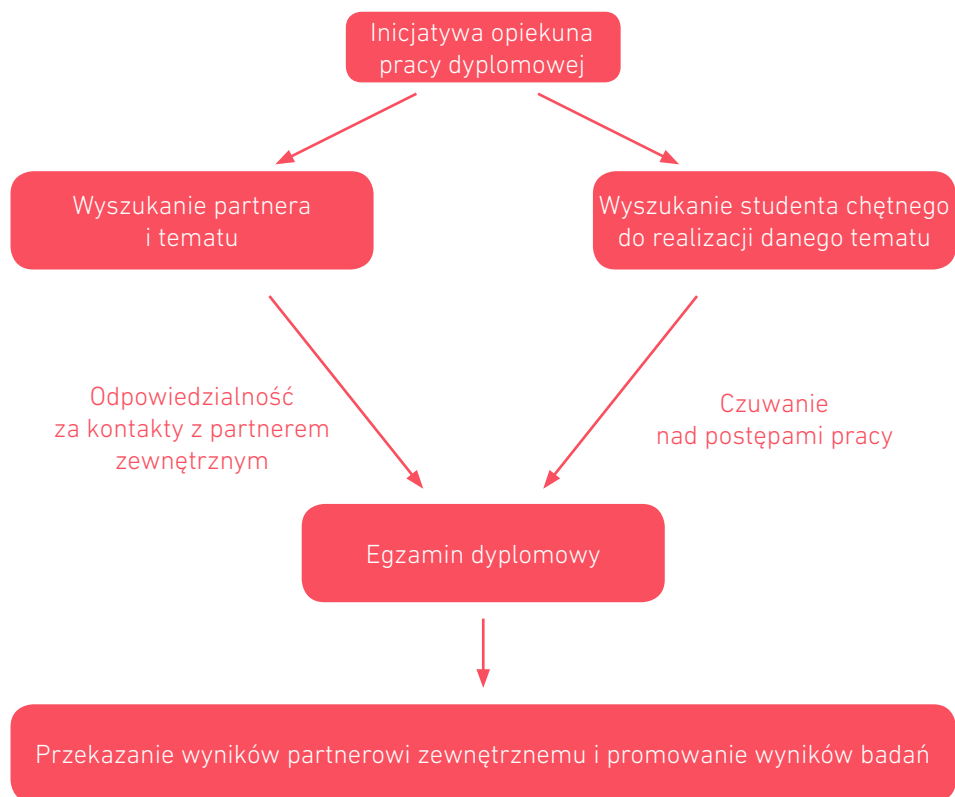 Inicjatywa opiekuna
pracy dyplomowej
Wyszukanie partnera
i tematu
Wyszukanie studenta chętnego
do realizacji danego tematu
Odpowiedzialność
za kontakty z partnerem
zewnętrznym
Czuwanie
nad postępami pracy
Egzamin dyplomowy
Przekazanie wyników partnerowi zewnętrznemu i promowanie wyników badań